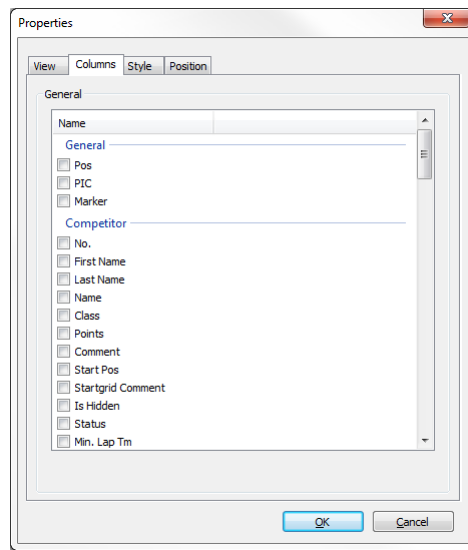 Properties
View Columns Style Position
General
Name
General
Pos
PIC
Marker
Competitor
No.
First Name
Last Name
Name
Class
Points
Comment
Start Pos
Startgrid Comment
Is Hidden
Status
Min. Lap Tm
OK Cancel